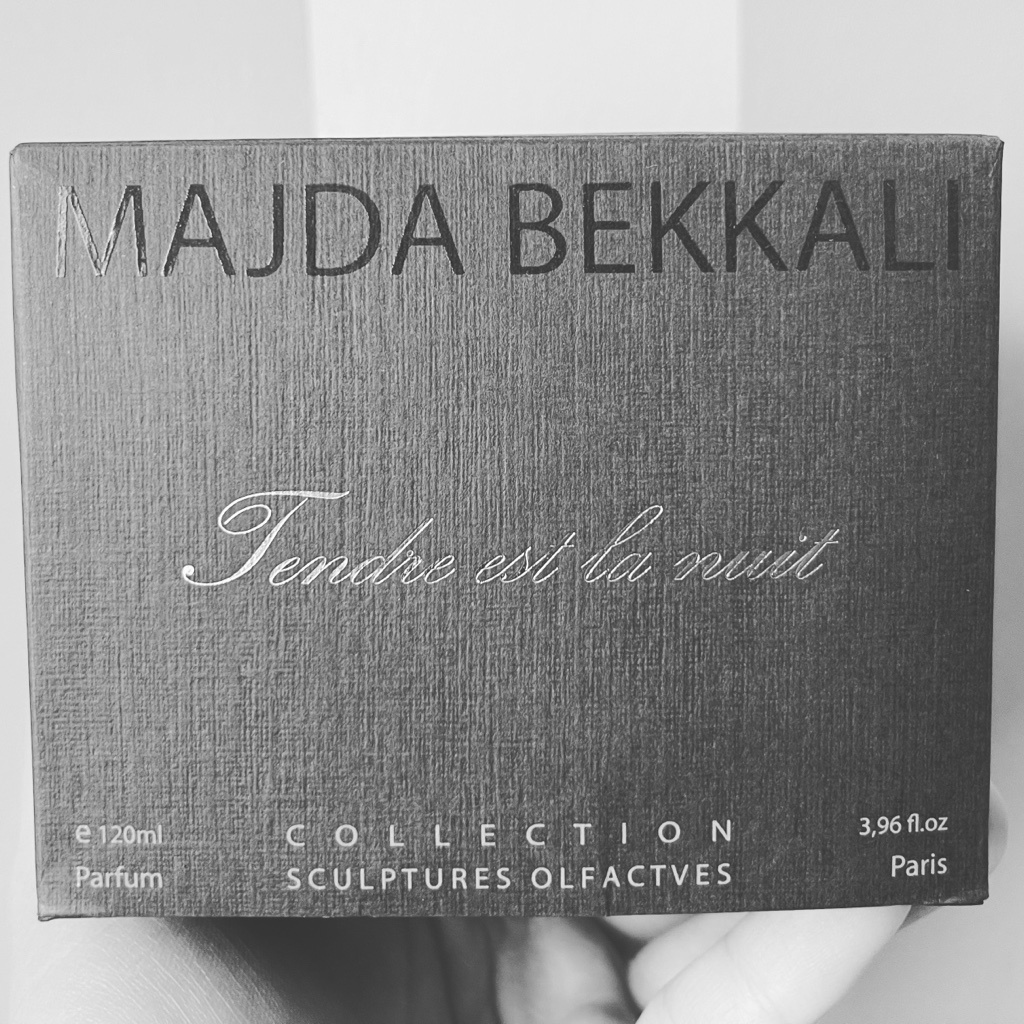 MAJDA BEKKALI
Tendre est la nuit
℮ 120ml
Parfum
COLLECTION
SCULPTURES OLFACTVES
3,96 fl.oz
Paris